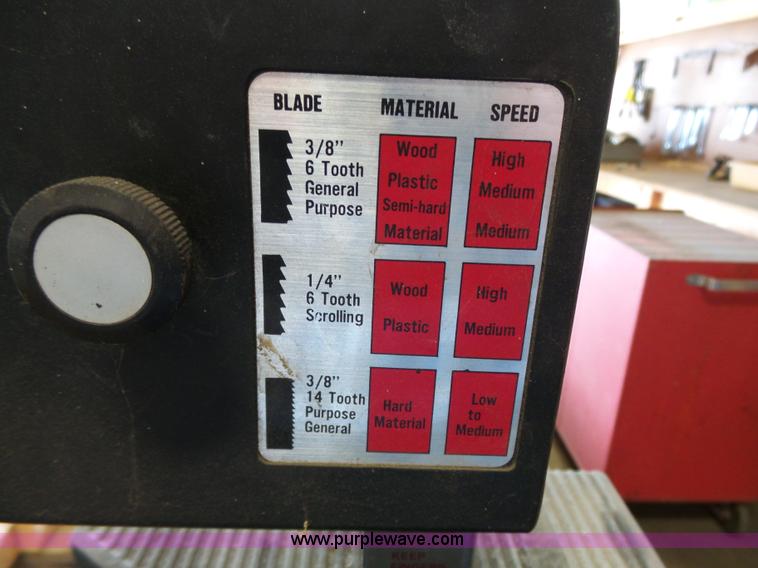 BLADE MATERIAL SPEED
3/8"
6 Tooth
General
Purpose
Wood
Plastic
Semi-hard
Material
High
Medium
Medium
1/4"
6 Tooth
Scrolling
Wood
Plastic
High
Medium
3/8"
14 Tooth
Purpose
General
Hard
Material
Low
to
Medium
www.purplewave.com
KEEP
FINGERS